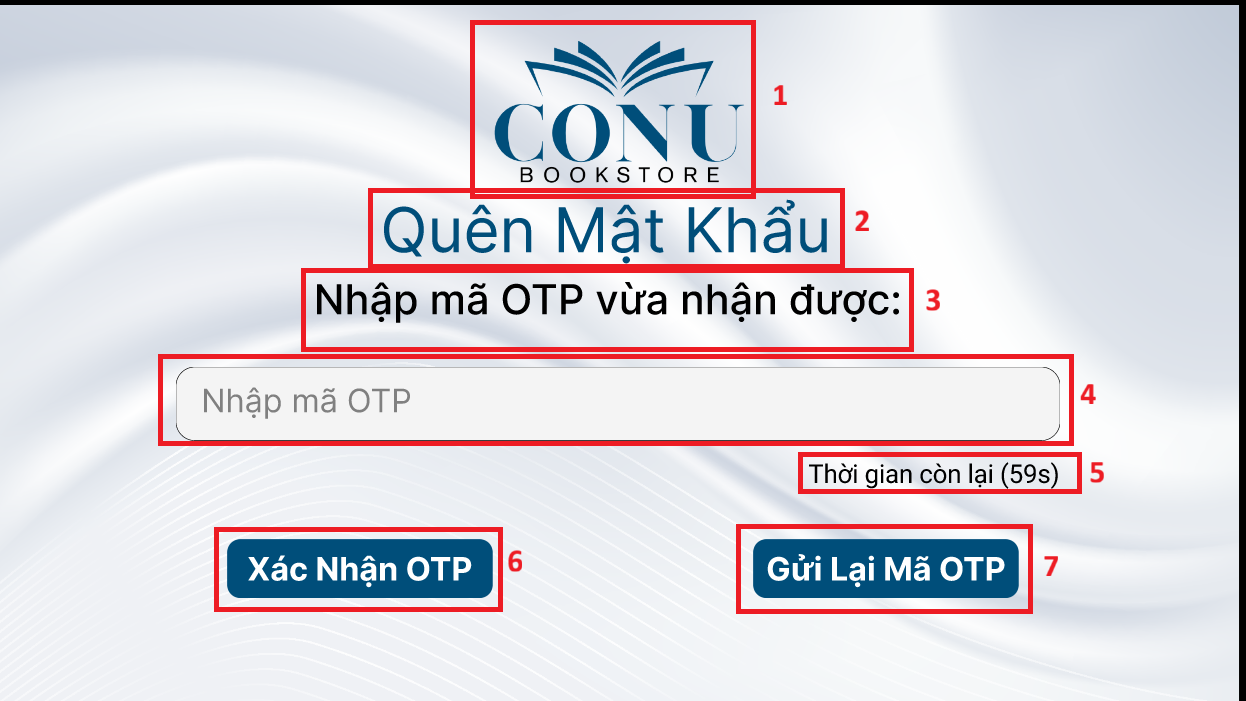 CONU
1
BOOKSTORE
Quên Mật Khẩu
2
Nhập mã OTP vừa nhận được:
3
Nhập mã OTP
4
Thời gian còn lại (59s)
5
Xác Nhận OTP
6
Gửi Lại Mã OTP
7